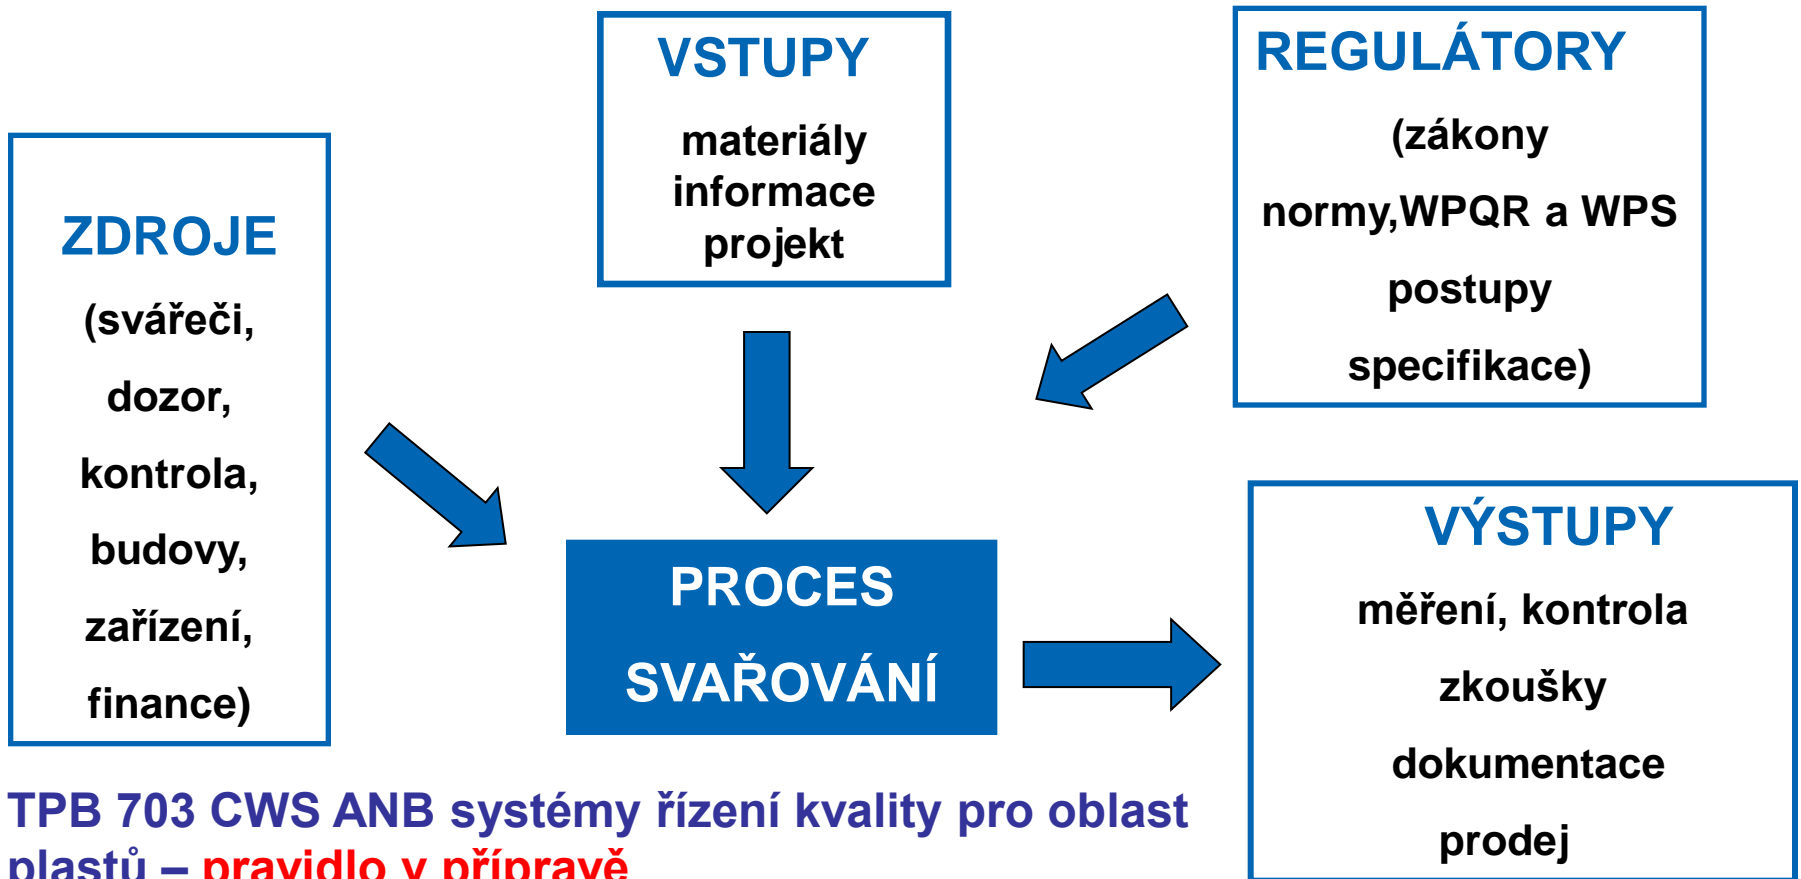 VSTUPY
materiály
informace
projekt
REGULÁTORY
(zákony
normy,WPQR a WPS
postupy
specifikace)
ZDROJE
(svářeči,
dozor,
kontrola,
budovy,
zařízení,
finance)
PROCES
SVAŘOVÁNÍ
VÝSTUPY
měření, kontrola
zkoušky
dokumentace
prodej
TPB 703 CWS ANB systémy řízení kvality pro oblast
plastů – pravidlo v přípravě